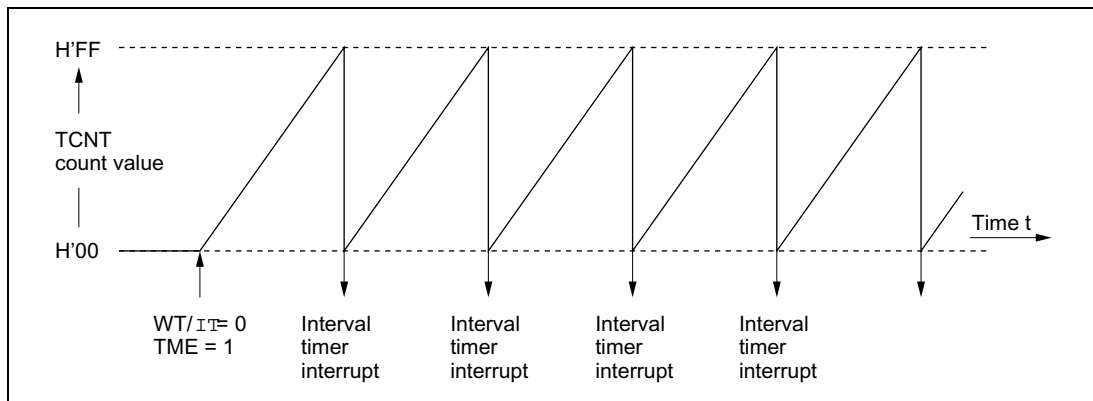 H'FF
TCNT
count value
H'00
Time t
WT/IT= 0
TME = 1
Interval
timer
interrupt
Interval
timer
interrupt
Interval
timer
interrupt
Interval
timer
interrupt